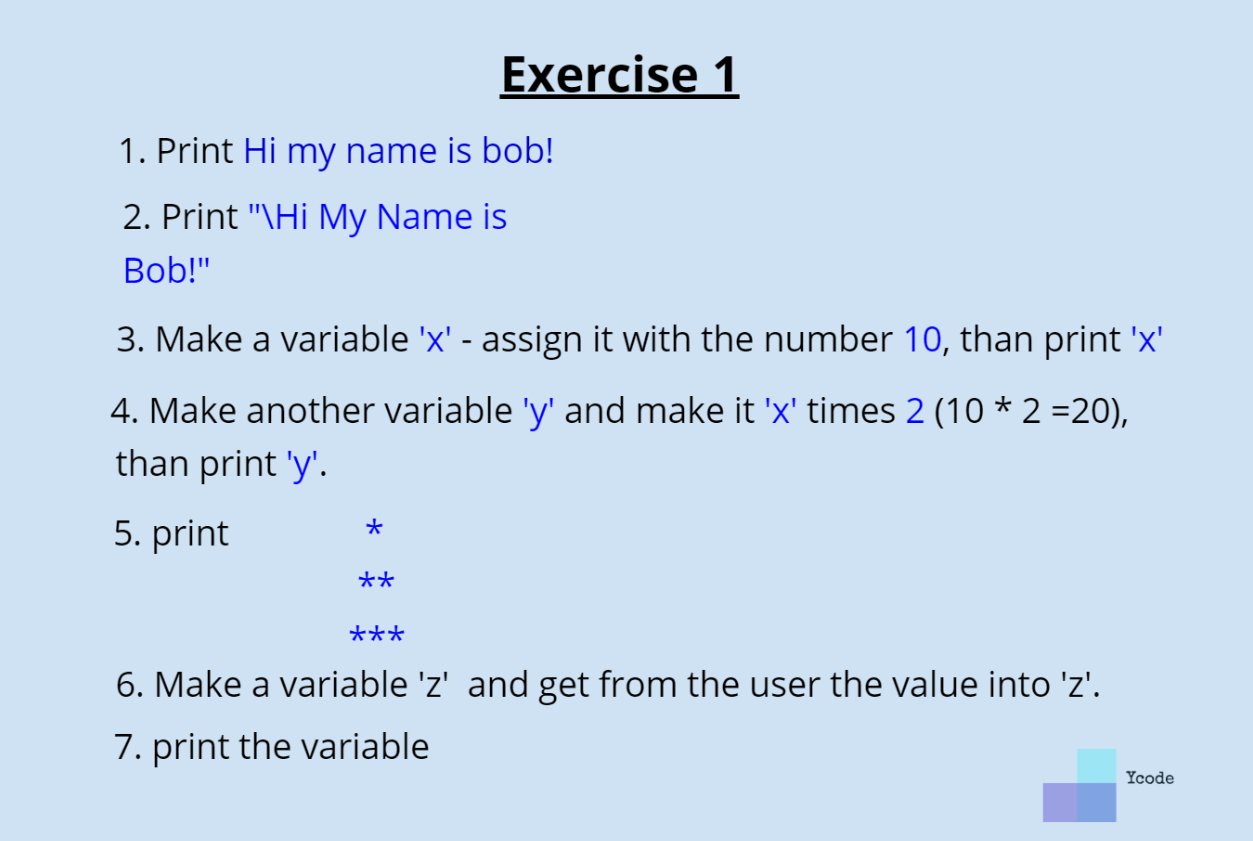 Exercise 1
1. Print Hi my name is bob!
2. Print "\Hi My Name is
Bob!"
3. Make a variable 'x' - assign it with the number 10, than print 'x'
4. Make another variable 'y' and make it 'x' times 2 (10 * 2 =20),
than print 'y'.
5. print *
**
***
6. Make a variable 'z'  and get from the user the value into 'z'.
7. print the variable
Ycode